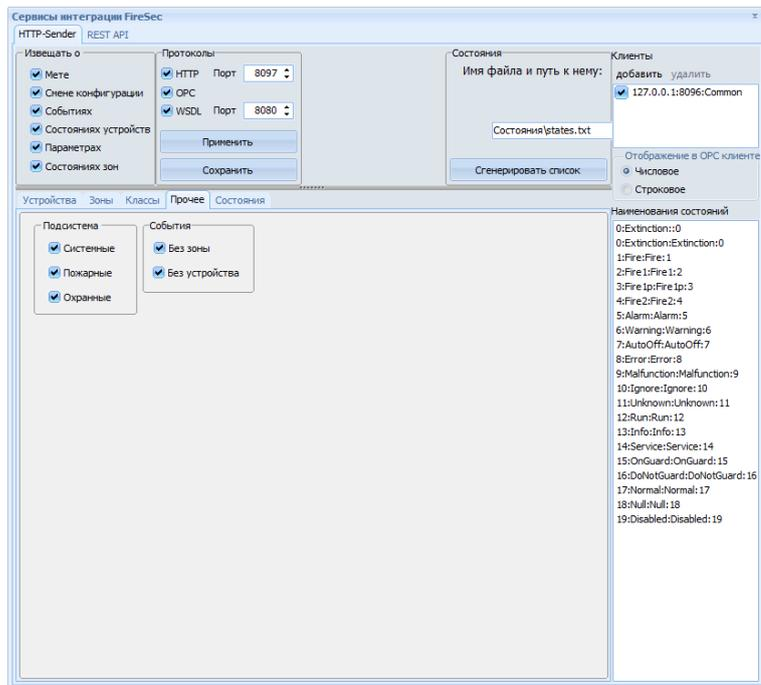 Сервисы интеграции FireSec
HTTP-Sender REST API
Извещать о
Мете
Смене конфигурации
Событиях
Состояниях устройств
Параметрах
Состояниях зон
Протоколы
HTTP Порт 8097
OPC
WSDL Порт 8080
Применить
Сохранить
Состояния
Имя файла и путь к нему:
Состояния\states.txt
Сгенерировать список
Клиенты
добавить удалить
127.0.0.1:8096:Common
Отображение в OPC клиенте
Числовое
Строковое
Устройства Зоны Классы Прочее Состояния
Подсистема
Системные
Пожарные
Охранные
События
Без зоны
Без устройства
Наименования состояний
0:Extinction::0
0:Extinction:Extinction:0
1:Fire:Fire:1
2:Fire1:Fire1:2
3:Fire1p:Fire1p:3
4:Fire2:Fire2:4
5:Alarm:Alarm:5
6:Warning:Warning:6
7:AutoOff:AutoOff:7
8:Error:Error:8
9:Malfunction:Malfunction:9
10:Ignore:Ignore:10
11:Unknown:Unknown:11
12:Run:Run:12
13:Info:Info:13
14:Service:Service:14
15:OnGuard:OnGuard:15
16:DoNotGuard:DoNotGuard:16
17:Normal:Normal:17
18:Null:Null:18
19:Disabled:Disabled:19